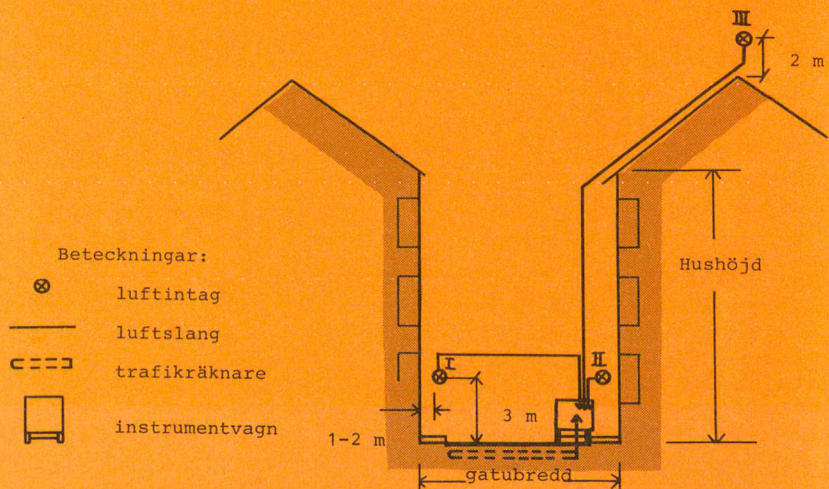 III
2 m
Hushöjd
Beteckningar:
luftintag
luftslang
trafikräknare
instrumentvagn
I
II
3 m
1-2 m
gatubredd